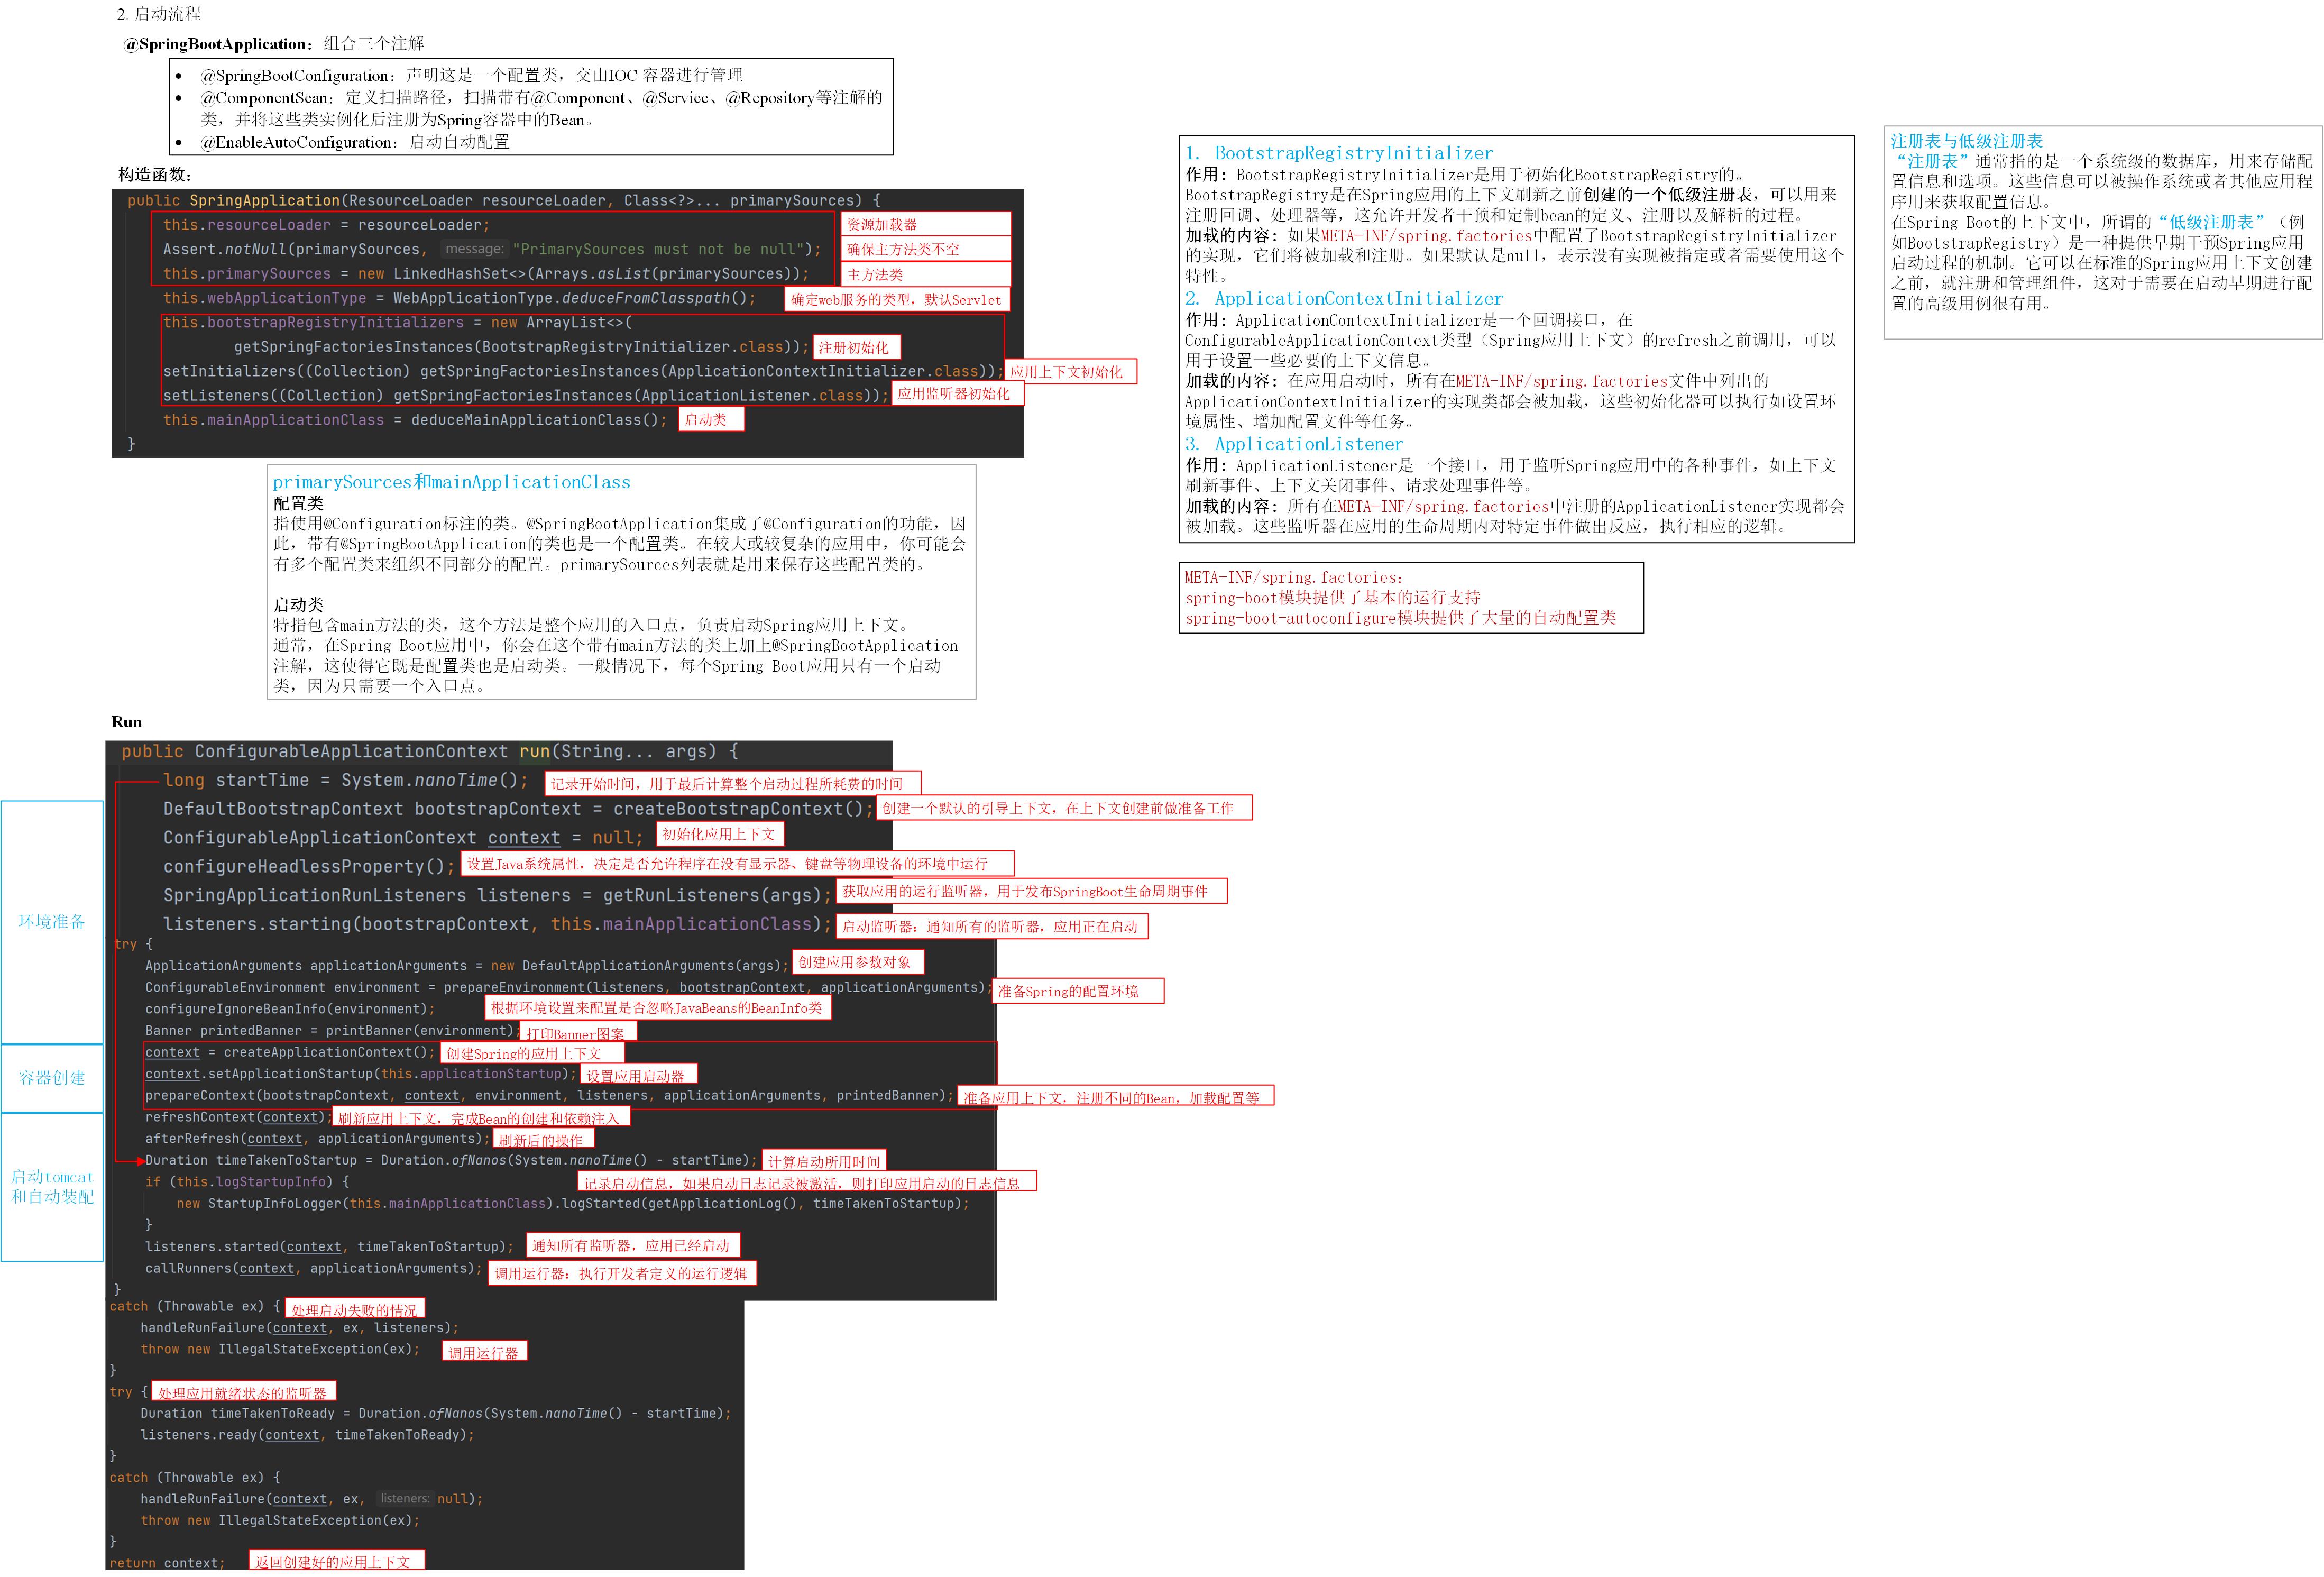 2. 启动流程
@SpringBootApplication：组合三个注解
• @SpringBootConfiguration：声明这是一个配置类，交由IOC 容器进行管理
• @ComponentScan：定义扫描路径，扫描带有@Component、@Service、@Repository等注解的
类，并将这些类实例化后注册为Spring容器中的Bean。
• @EnableAutoConfiguration：启动自动配置
构造函数：
public SpringApplication(ResourceLoader resourceLoader, Class<?>... primarySources) {
this.resourceLoader = resourceLoader; 资源加载器
Assert.notNull(primarySources, message: "PrimarySources must not be null"); 确保主方法类不空
this.primarySources = new LinkedHashSet<>(Arrays.asList(primarySources)); 主方法类
this.webApplicationType = WebApplicationType.deduceFromClasspath(); 确定web服务的类型，默认Servlet
this.bootstrapRegistryInitializers = new ArrayList<>(
getSpringFactoriesInstances(BootstrapRegistryInitializer.class)); 注册初始化
setInitializers((Collection) getSpringFactoriesInstances(ApplicationContextInitializer.class)); 应用上下文初始化
setListeners((Collection) getSpringFactoriesInstances(ApplicationListener.class)); 应用监听器初始化
this.mainApplicationClass = deduceMainApplicationClass(); 启动类
}
primarySources和mainApplicationClass
配置类
指使用@Configuration标注的类。@SpringBootApplication集成了@Configuration的功能，因
此，带有@SpringBootApplication的类也是一个配置类。在较大或较复杂的应用中，你可能会
有多个配置类来组织不同部分的配置。primarySources列表就是用来保存这些配置类的。
启动类
特指包含main方法的类，这个方法是整个应用的入口点，负责启动Spring应用上下文。
通常，在Spring Boot应用中，你会在这个带有main方法的类上加上@SpringBootApplication
注解，这使得它既是配置类也是启动类。一般情况下，每个Spring Boot应用只有一个启动
类，因为只需要一个入口点。
1. BootstrapRegistryInitializer
作用: BootstrapRegistryInitializer是用于初始化BootstrapRegistry的。
BootstrapRegistry是在Spring应用的上下文刷新之前创建的一个低级注册表，可以用来
注册回调、处理器等，这允许开发者干预和定制bean的定义、注册以及解析的过程。
加载的内容: 如果META-INF/spring.factories中配置了BootstrapRegistryInitializer
的实现，它们将被加载和注册。如果默认是null，表示没有实现被指定或者需要使用这个
特性。
2. ApplicationContextInitializer
作用: ApplicationContextInitializer是一个回调接口，在
ConfigurableApplicationContext类型（Spring应用上下文）的refresh之前调用，可以
用于设置一些必要的上下文信息。
加载的内容: 在应用启动时，所有在META-INF/spring.factories文件中列出的
ApplicationContextInitializer的实现类都会被加载，这些初始化器可以执行如设置环
境属性、增加配置文件等任务。
3. ApplicationListener
作用: ApplicationListener是一个接口，用于监听Spring应用中的各种事件，如上下文
刷新事件、上下文关闭事件、请求处理事件等。
加载的内容: 所有在META-INF/spring.factories中注册的ApplicationListener实现都会
被加载。这些监听器在应用的生命周期内对特定事件做出反应，执行相应的逻辑。
META-INF/spring.factories：
spring-boot模块提供了基本的运行支持
spring-boot-autoconfigure模块提供了大量的自动配置类
注册表与低级注册表
“注册表”通常指的是一个系统级的数据库，用来存储配
置信息和选项。这些信息可以被操作系统或者其他应用程
序用来获取配置信息。
在Spring Boot的上下文中，所谓的“低级注册表”（例
如BootstrapRegistry）是一种提供早期干预Spring应用
启动过程的机制。它可以在标准的Spring应用上下文创建
之前，就注册和管理组件，这对于需要在启动早期进行配
置的高级用例很有用。
Run
public ConfigurableApplicationContext run(String... args) {
long startTime = System.nanoTime(); 记录开始时间，用于最后计算整个启动过程所耗费的时间
DefaultBootstrapContext bootstrapContext = createBootstrapContext(); 创建一个默认的引导上下文，在上下文创建前做准备工作
ConfigurableApplicationContext context = null; 初始化应用上下文
configureHeadlessProperty(); 设置Java系统属性，决定是否允许程序在没有显示器、键盘等物理设备的环境中运行
SpringApplicationRunListeners listeners = getRunListeners(args); 获取应用的运行监听器，用于发布SpringBoot生命周期事件
环境准备
listeners.starting(bootstrapContext, this.mainApplicationClass); 启动监听器：通知所有的监听器，应用正在启动
try {
ApplicationArguments applicationArguments = new DefaultApplicationArguments(args); 创建应用参数对象
ConfigurableEnvironment environment = prepareEnvironment(listeners, bootstrapContext, applicationArguments); 准备Spring的配置环境
configureIgnoreBeanInfo(environment); 根据环境设置来配置是否忽略JavaBeans的BeanInfo类
Banner printedBanner = printBanner(environment); 打印Banner图案
context = createApplicationContext(); 创建Spring的应用上下文
容器创建
context.setApplicationStartup(this.applicationStartup); 设置应用启动器
prepareContext(bootstrapContext, context, environment, listeners, applicationArguments, printedBanner); 准备应用上下文，注册不同的Bean，加载配置等
refreshContext(context); 刷新应用上下文，完成Bean的创建和依赖注入
afterRefresh(context, applicationArguments); 刷新后的操作
Duration timeTakenToStartup = Duration.ofNanos(System.nanoTime() - startTime); 计算启动所用时间
启动tomcat
和自动装配
if (this.logStartupInfo) { 记录启动信息，如果启动日志记录被激活，则打印应用启动的日志信息
new StartupInfoLogger(this.mainApplicationClass).logStarted(getApplicationLog(), timeTakenToStartup);
}
listeners.started(context, timeTakenToStartup); 通知所有监听器，应用已经启动
callRunners(context, applicationArguments); 调用运行器：执行开发者定义的运行逻辑
}
catch (Throwable ex) { 处理启动失败的情况
handleRunFailure(context, ex, listeners);
throw new IllegalStateException(ex); 调用运行器
}
try { 处理应用就绪状态的监听器
Duration timeTakenToReady = Duration.ofNanos(System.nanoTime() - startTime);
listeners.ready(context, timeTakenToReady);
}
catch (Throwable ex) {
handleRunFailure(context, ex, listeners: null);
throw new IllegalStateException(ex);
}
return context; 返回创建好的应用上下文